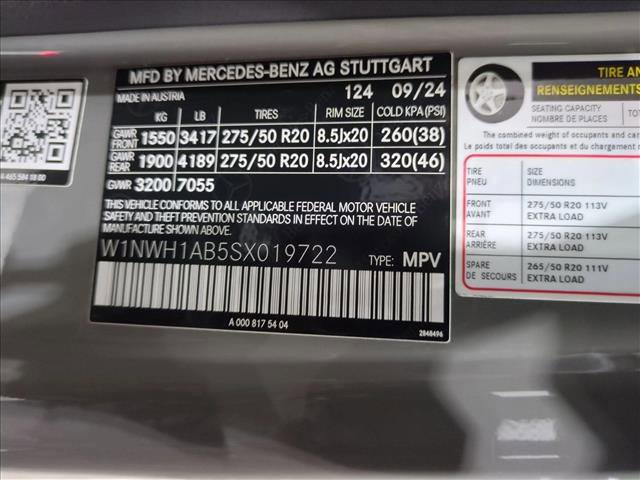 MFD BY MERCEDES-BENZ AG STUTTGART
MADE IN AUSTRIA 124 09/24
KG LB TIRES RIM SIZE COLD KPA(PSI)
GAWR FRONT 1550 3417 275/50 R20 8.5Jx20 260(38)
GAWR REAR 1900 4189 275/50 R20 8.5Jx20 320(46)
GVWR 3200 7055
THIS VEHICLE CONFORMS TO ALL APPLICABLE FEDERAL MOTOR VEHICLE
SAFETY, BUMPER, AND THEFT PREVENTION STANDARDS IN EFFECT ON THE DATE
OF MANUFACTURE SHOWN ABOVE.
W1NWH1AB5SX019722 TYPE: MPV
A 000 817 54 04
2848496
A 465 584 18 00
TIRE AN
RENSEIGNEMENTS
SEATING CAPACITY
NOMBRE DE PLACES TOT
The combined weight of occupants and car
Le poids total des occupants et du
TIRE PNEU SIZE DIMENSIONS
FRONT AVANT 275/50 R20 113V EXTRA LOAD
REAR ARRIÈRE 275/50 R20 113V EXTRA LOAD
SPARE DE SECOURS 265/50 R20 111V EXTRA LOAD